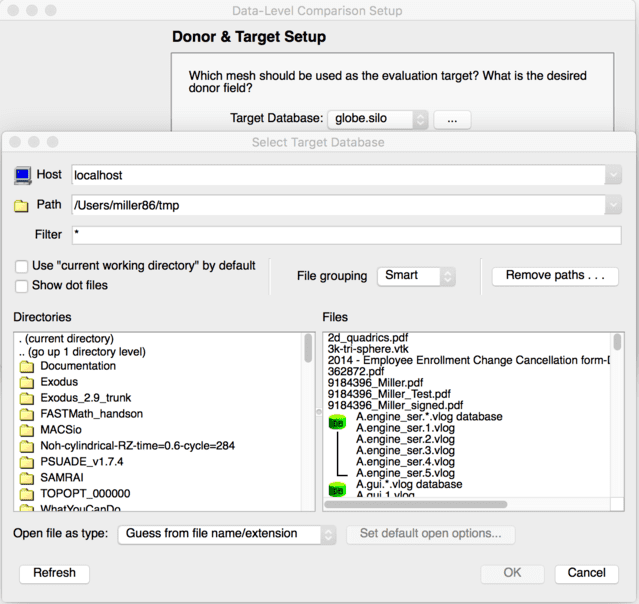 Data-Level Comparison Setup
Donor & Target Setup
Which mesh should be used as the evaluation target? What is the desired
donor field?
Target Database: globe.silo ...
Select Target Database
Host localhost
Path /Users/miller86/tmp
Filter *
Use "current working directory" by default
Show dot files
File grouping Smart Remove paths . . .
Directories
. (current directory)
.. (go up 1 directory level)
Documentation
Exodus
Exodus_2.9_trunk
FASTMath_handson
MACSio
Noh-cylindrical-RZ-time=0.6-cycle=284
PSUADE_v1.7.4
SAMRAI
TOPOPT_000000
WhatYouCanDo
Files
2d_quadrics.pdf
3k-tri-sphere.vtk
2014 - Employee Enrollment Change Cancellation form-D
362872.pdf
9184396_Miller.pdf
9184396_Miller_Test.pdf
9184396_Miller_signed.pdf
A.engine_ser.*.vlog database
A.engine_ser.1.vlog
A.engine_ser.2.vlog
A.engine_ser.3.vlog
A.engine_ser.4.vlog
A.engine_ser.5.vlog
A.gui.*.vlog database
A.gui.1.vlog
Open file as type: Guess from file name/extension Set default open options...
Refresh OK Cancel